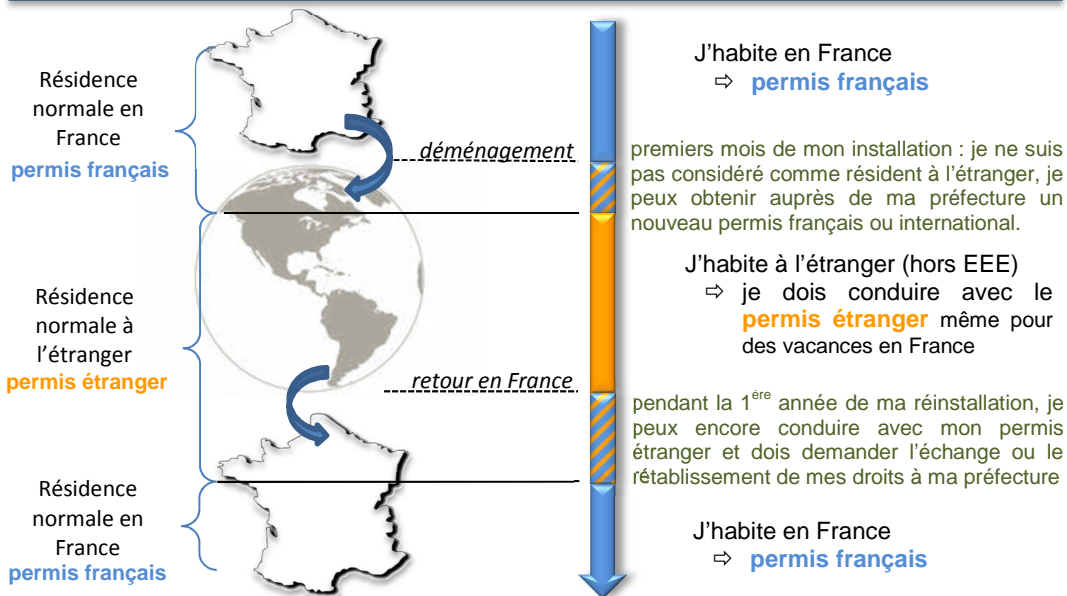 Résidence
normale en
France
permis français
déménagement
J'habite en France
⇨ permis français
premiers mois de mon installation : je ne suis
pas considéré comme résident à l'étranger, je
peux obtenir auprès de ma préfecture un
nouveau permis français ou international.
Résidence
normale à
l'étranger
permis étranger
retour en France
J'habite à l'étranger (hors EEE)
⇨ je dois conduire avec le
permis étranger même pour
des vacances en France
pendant la 1ère année de ma réinstallation, je
peux encore conduire avec mon permis
étranger et dois demander l'échange ou le
rétablissement de mes droits à ma préfecture
Résidence
normale en
France
permis français
J'habite en France
⇨ permis français